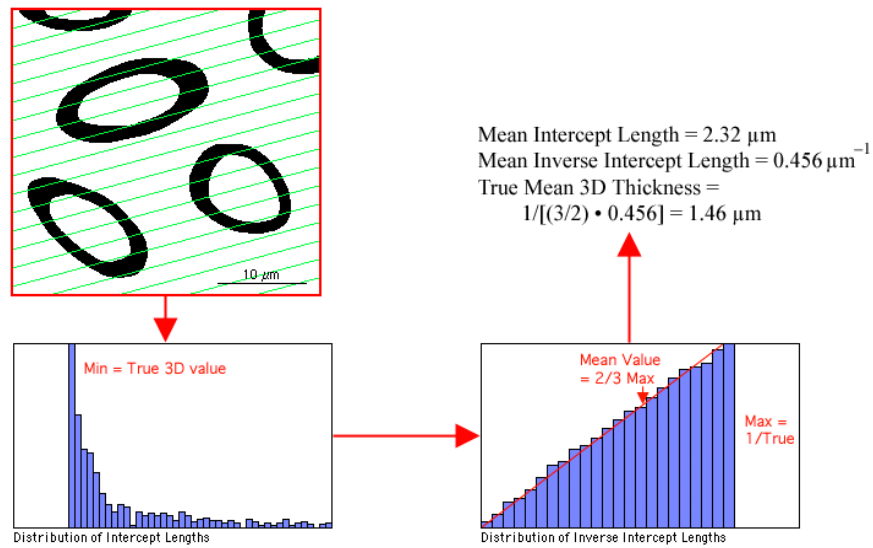 10 µm
Mean Intercept Length = 2.32 µm
Mean Inverse Intercept Length = 0.456 µm⁻¹
True Mean 3D Thickness =
1/[(3/2) • 0.456] = 1.46 µm
Min = True 3D value
Distribution of Intercept Lengths
Mean Value
= 2/3 Max
Max =
1/True
Distribution of Inverse Intercept Lengths